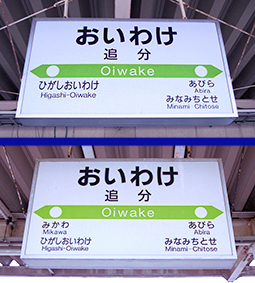 おいわけ
追分
Oiwake
ひがしおいわけ
Higashi-Oiwake
あびら
Abira
みなみちとせ
Minami-Chitose
おいわけ
追分
Oiwake
みかわ
Mikawa
ひがしおいわけ
Higashi-Oiwake
あびら
Abira
みなみちとせ
Minami-Chitose